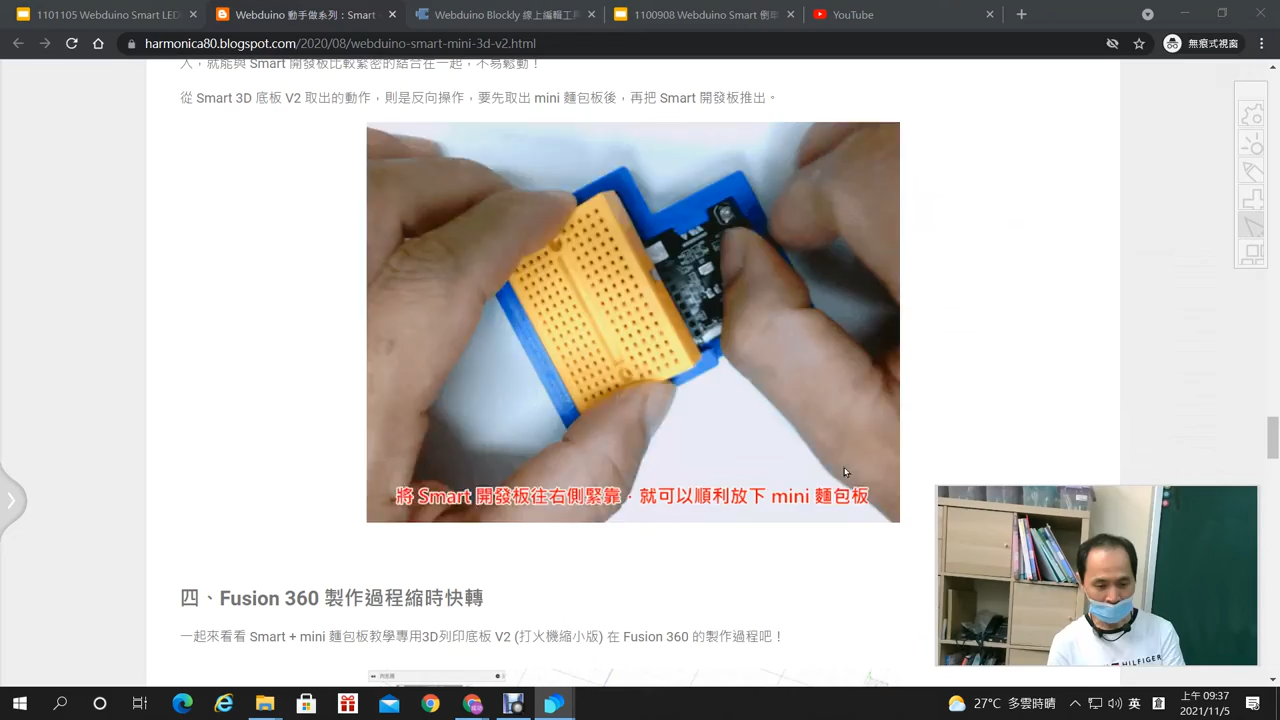 1101105 Webduino Smart LED
Webduino 動手做系列：Smart
Webduino Blockly 線上編輯工具
1100908 Webduino Smart 倒車
YouTube
harmonica80.blogspot.com/2020/08/webduino-smart-mini-3d-v2.html
無痕式視窗
入，就能與 Smart 開發板比較緊密的結合在一起，不易鬆動！
從 Smart 3D 底板 V2 取出的動作，則是反向操作，要先取出 mini 麵包板後，再把 Smart 開發板推出。
將 Smart 開發板往右側緊靠，就可以順利放下 mini 麵包板
四、Fusion 360 製作過程縮時快轉
一起來看看 Smart + mini 麵包板教學專用3D列印底板 V2 (打火機縮小版) 在 Fusion 360 的製作過程吧！
HILFIGER
27°C 多雲時晴
英
上午 09:37
2021/11/5